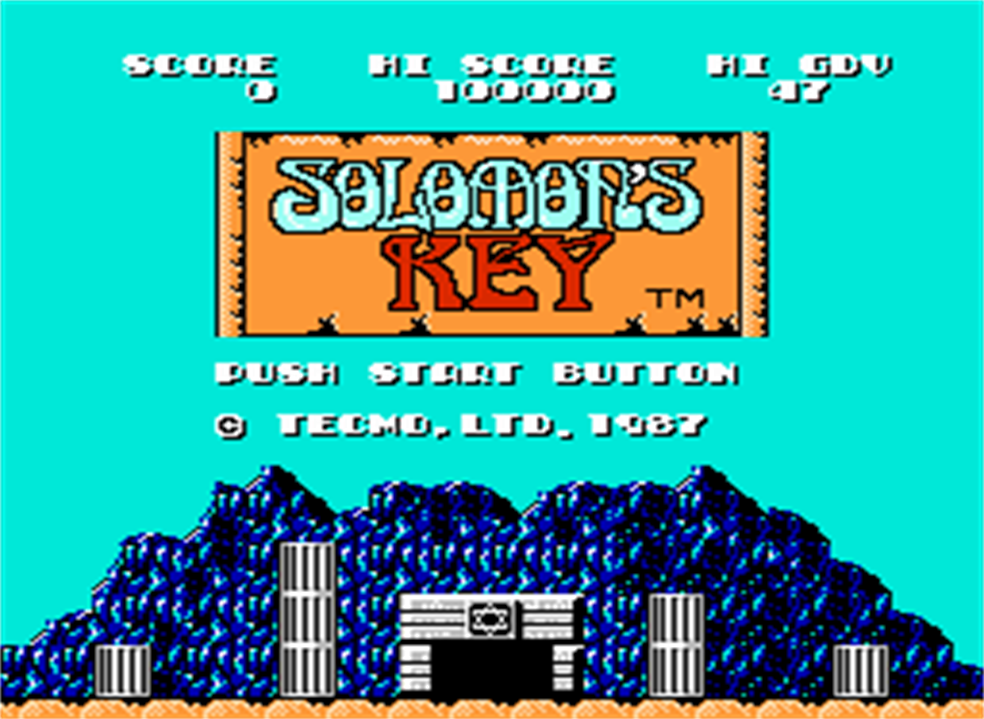 SCORE HI SCORE HI GDV
0 100000 47
SOLOMON'S
KEY TM
PUSH START BUTTON
© TECMO, LTD. 1987